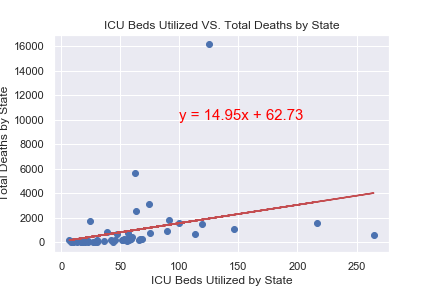 ICU Beds Utilized VS. Total Deaths by State
Total Deaths by State
16000
14000
12000
10000
8000
6000
4000
2000
0
y = 14.95x + 62.73
0 50 100 150 200 250
ICU Beds Utilized by State